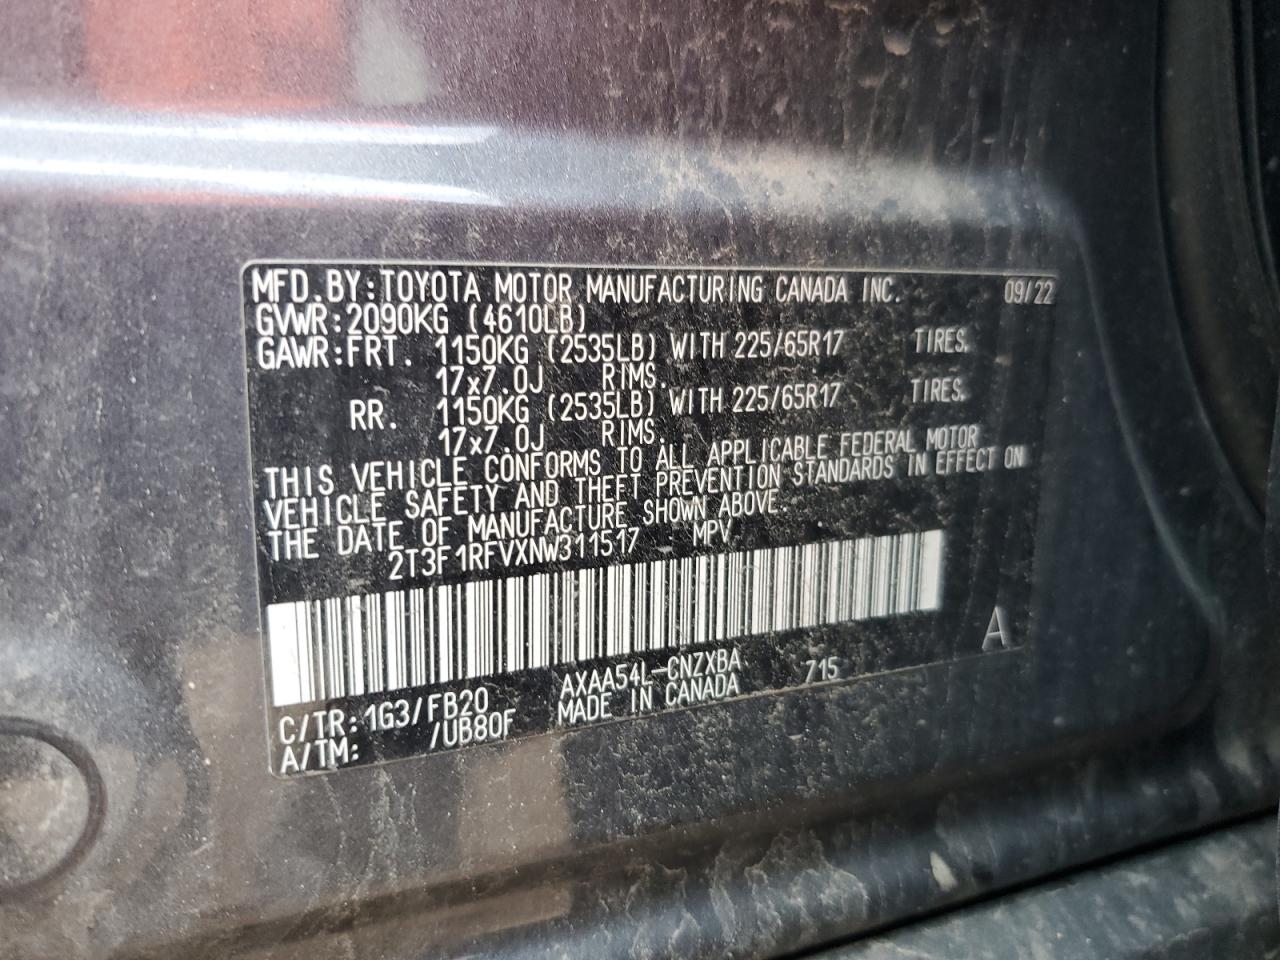 MFD.BY:TOYOTA MOTOR MANUFACTURING CANADA INC. 09/22
GVWR:2090KG (4610LB)
GAWR:FRT. 1150KG (2535LB) WITH 225/65R17 TIRES.
17x7.0J RIMS.
RR. 1150KG (2535LB) WITH 225/65R17 TIRES.
17x7.0J RIMS.
THIS VEHICLE CONFORMS TO ALL APPLICABLE FEDERAL MOTOR
VEHICLE SAFETY AND THEFT PREVENTION STANDARDS IN EFFECT ON
THE DATE OF MANUFACTURE SHOWN ABOVE.
2T3F1RFVXNW311517 MPV
A
C/TR:1G3/FB20 AXAA54L-CNZXBA 715
A/TM: /UB80F MADE IN CANADA